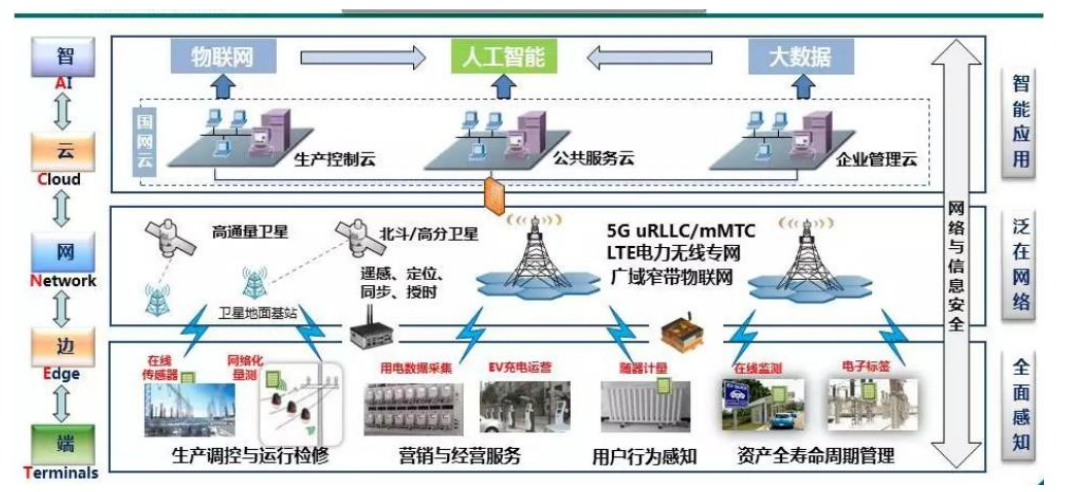 智
AI
云
Cloud
网
Network
边
Edge
端
Terminals
物联网
人工智能
大数据
国网云
生产控制云
公共服务云
企业管理云
高通量卫星
北斗/高分卫星
遥感、定位、
同步、授时
卫星地面基站
5G uRLLC/mMTC
LTE电力无线专网
广域窄带物联网
在线
传感器
网络化
量测
用电数据采集
EV充电运营
随器计量
在线监测
电子标签
生产调控与运行检修
营销与经营服务
用户行为感知
资产全寿命周期管理
网络与信息安全
智能应用
泛在网络
全面感知